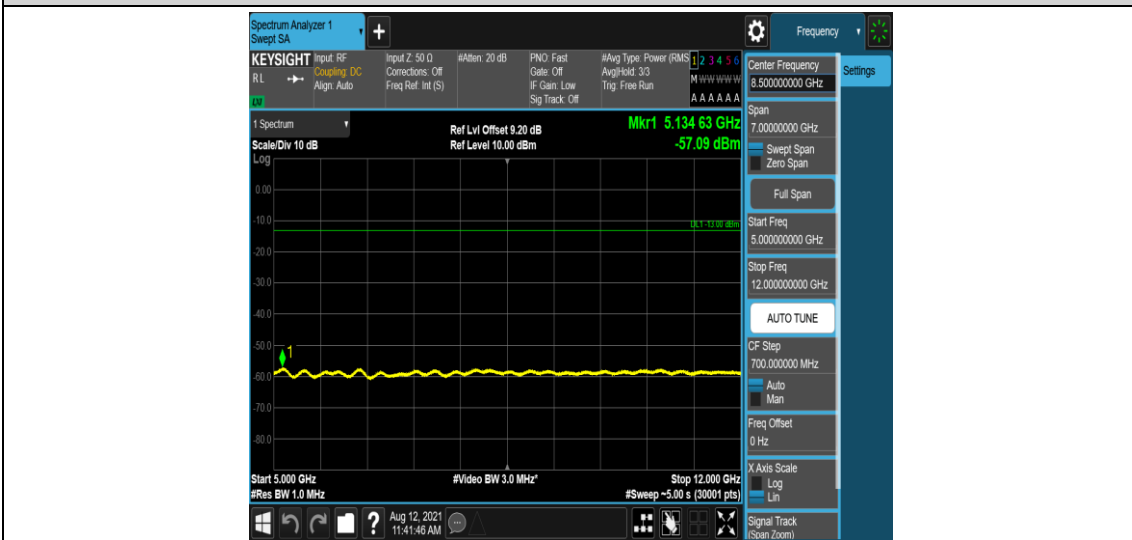 Spectrum Analyzer 1
Swept SA
+
Frequency
KEYSIGHT
RL
LXI
Input: RF
Coupling: DC
Align: Auto
Input Z: 50 Ω
Corrections: Off
Freq Ref: Int (S)
#Atten: 20 dB
PNO: Fast
Gate: Off
IF Gain: Low
Sig Track: Off
#Avg Type: Power (RMS
Avg|Hold: 3/3
Trig: Free Run
1 2 3 4 5 6
M W W W W W
A A A A A A
Center Frequency
8.500000000 GHz
Settings
1 Spectrum
Scale/Div 10 dB
Log
Ref Lvl Offset 9.20 dB
Ref Level 10.00 dBm
Mkr1 5.134 63 GHz
-57.09 dBm
Span
7.00000000 GHz
Swept Span
Zero Span
Full Span
0.00
-10.0
DL1 -13.00 dBm
-20.0
-30.0
-40.0
-50.0
1
-60.0
-70.0
-80.0
Start Freq
5.000000000 GHz
Stop Freq
12.000000000 GHz
AUTO TUNE
CF Step
700.000000 MHz
Auto
Man
Freq Offset
0 Hz
X Axis Scale
Log
Lin
Signal Track
(Span Zoom)
Start 5.000 GHz
#Res BW 1.0 MHz
#Video BW 3.0 MHz*
Stop 12.000 GHz
#Sweep ~5.00 s (30001 pts)
?
Aug 12, 2021
11:41:46 AM